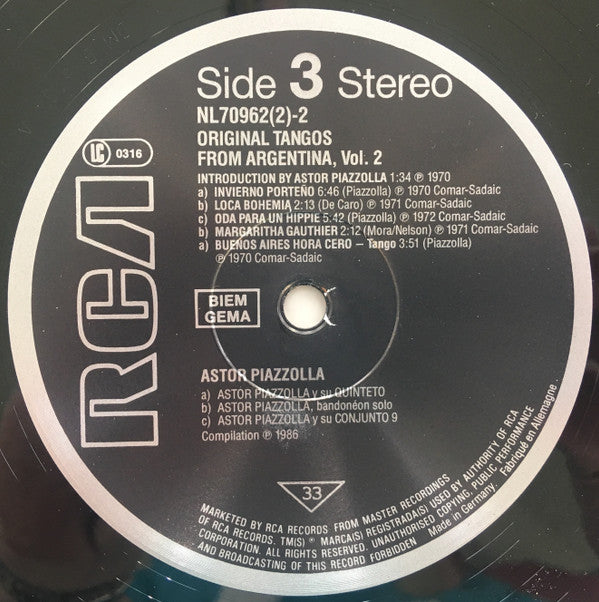 Side 3 Stereo
NL70962(2)-2
ORIGINAL TANGOS
FROM ARGENTINA, Vol. 2
LC 0316
INTRODUCTION BY ASTOR PIAZZOLLA 1:34 ℗ 1970
a) INVIERNO PORTEÑO 6:46 (Piazzolla) ℗ 1970 Comar-Sadaic
b) LOCA BOHEMIA 2:13 (De Caro) ℗ 1971 Comar-Sadaic
c) ODA PARA UN HIPPIE 5:42 (Piazzolla) ℗ 1972 Comar-Sadaic
b) MARGARITHA GAUTHIER 2:12 (Mora/Nelson) ℗ 1971 Comar-Sadaic
a) BUENOS AIRES HORA CERO – Tango 3:51 (Piazzolla)
℗ 1970 Comar-Sadaic
RCA
BIEM
GEMA
ASTOR PIAZZOLLA
a) ASTOR PIAZZOLLA y su QUINTETO
b) ASTOR PIAZZOLLA, bandonéon solo
c) ASTOR PIAZZOLLA y su CONJUNTO 9
Compilation ℗ 1986
33
MARKETED BY RCA RECORDS FROM MASTER RECORDINGS
OF RCA RECORDS. TM(S) ® MARCA(S) REGISTRADA(S) USED BY AUTHORITY OF RCA
CORPORATION. ALL RIGHTS RESERVED. UNAUTHORISED COPYING, PUBLIC PERFORMANCE
AND BROADCASTING OF THIS RECORD FORBIDDEN Made in Germany. Fabriqué en Allemagne.